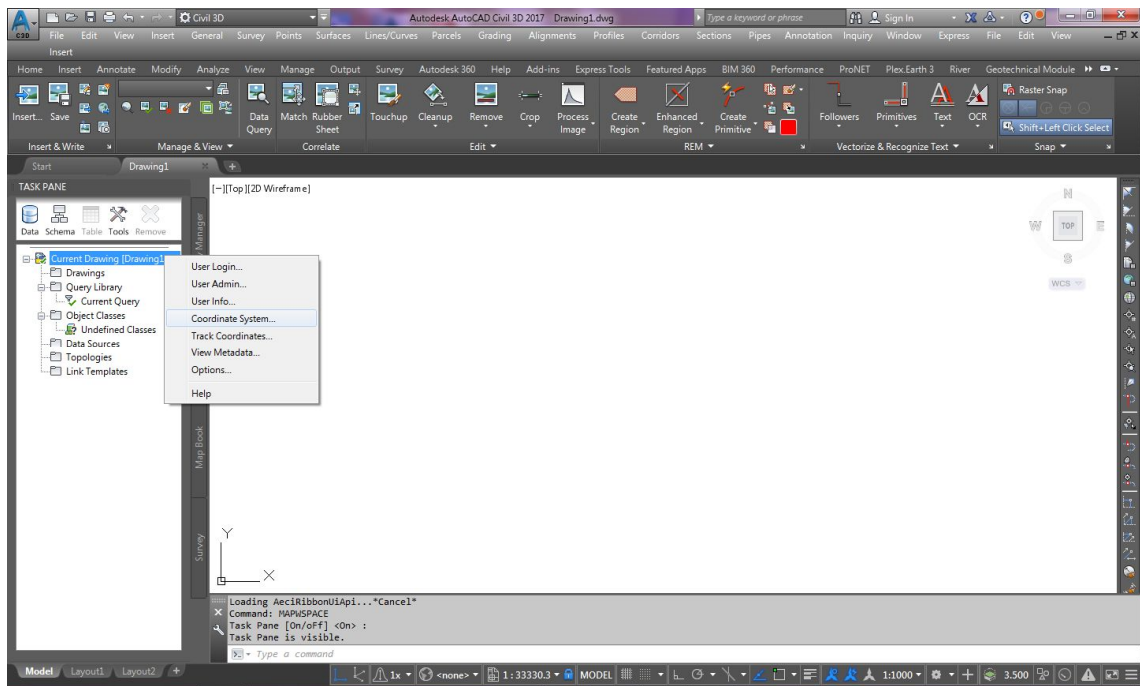 Civil 3D Autodesk AutoCAD Civil 3D 2017 Drawing1.dwg Type a keyword or phrase Sign In
C3D File Edit View Insert General Survey Points Surfaces Lines/Curves Parcels Grading Alignments Profiles Corridors Sections Pipes Annotation Inquiry Window Express File Edit View
Insert
Home Insert Annotate Modify Analyze View Manage Output Survey Autodesk 360 Help Add-ins Express Tools Featured Apps BIM 360 Performance ProNET Plex.Earth 3 River Geotechnical Module
Raster Snap
Insert... Save Data Query Match Rubber Sheet Touchup Cleanup Remove Crop Process Image Create Region Enhanced Region Create Primitive Followers Primitives Text OCR
Shift+Left Click Select
Insert & Write Manage & View Correlate Edit REM Vectorize & Recognize Text Snap
Start Drawing1
TASK PANE
[−][Top][2D Wireframe]
N
W TOP E
S
WCS
Data Schema Table Tools Remove
Current Drawing [Drawing1
Drawings
Query Library
Current Query
Object Classes
Undefined Classes
Data Sources
Topologies
Link Templates
User Login...
User Admin...
User Info...
Coordinate System...
Track Coordinates...
View Metadata...
Options...
Help
Map Book
Survey
Y
X
Loading AeciRibbonUiApi...*Cancel*
Command: MAPWSPACE
Task Pane [On/off] <On> :
Task Pane is visible.
Type a command
Model Layout1 Layout2 + 1x <none> 1 : 33330.3 MODEL 1:1000 3.500